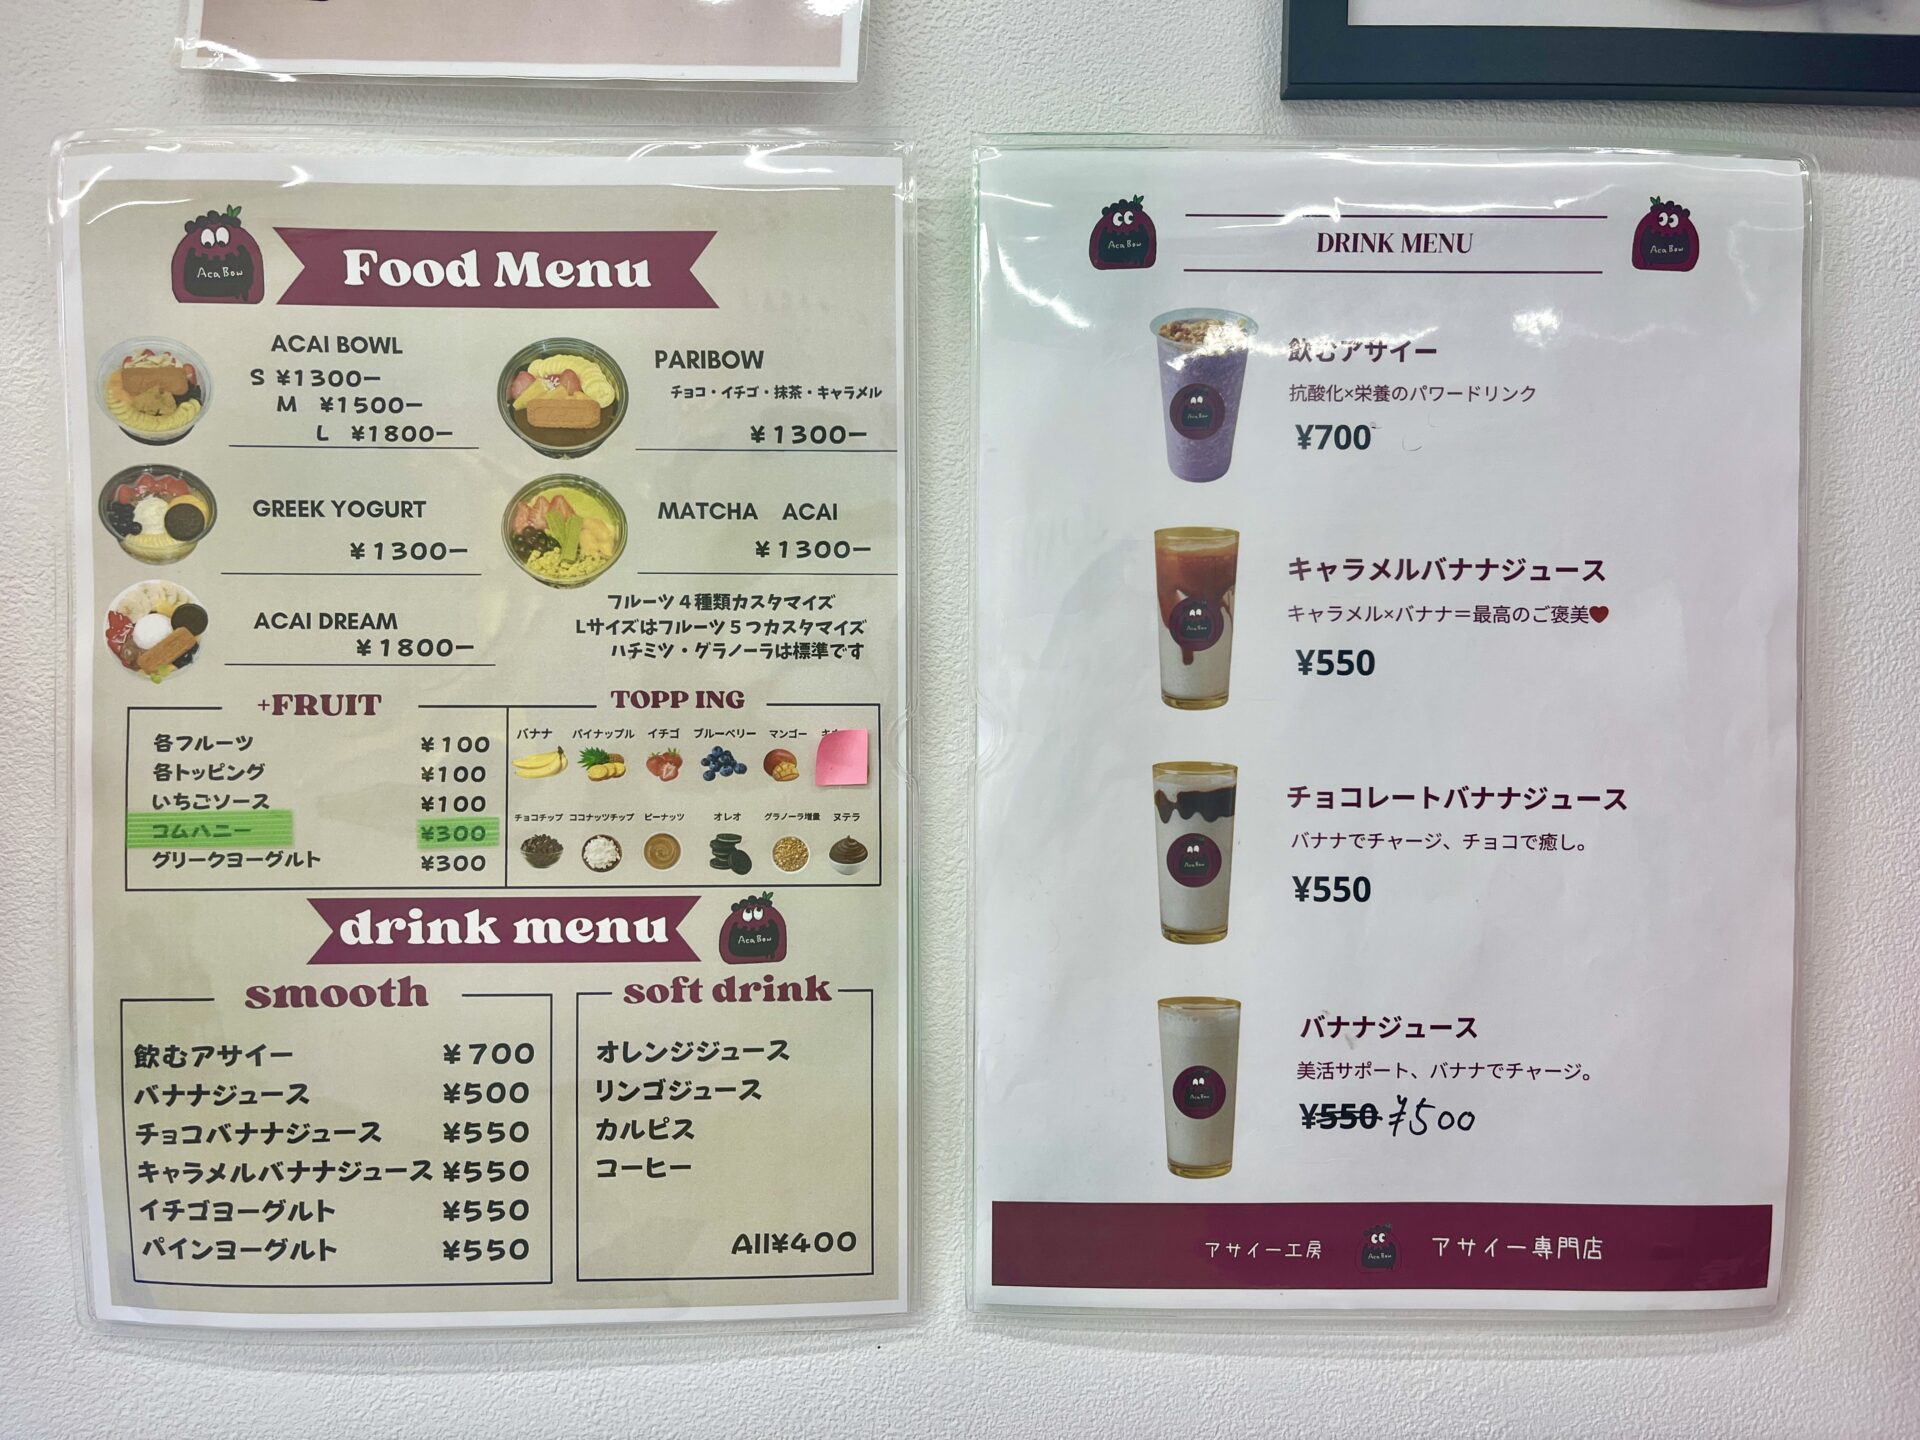 Aca Bow
Food Menu
ACAI BOWL
S ¥1300ー
M ¥1500ー
L ¥1800ー
PARIBOW
チョコ・イチゴ・抹茶・キャラメル
¥1300ー
GREEK YOGURT
¥1300ー
MATCHA ACAI
¥1300ー
ACAI DREAM
¥1800ー
フルーツ4種類カスタマイズ
Lサイズはフルーツ5つカスタマイズ
ハチミツ・グラノーラは標準です
+FRUIT
各フルーツ ¥100
各トッピング ¥100
いちごソース ¥100
コムハニー ¥300
グリークヨーグルト ¥300
TOPP ING
バナナ パイナップル イチゴ ブルーベリー マンゴー
チョコチップ ココナッツチップ ピーナッツ オレオ グラノーラ増量 ヌテラ
drink menu
Aca Bow
smooth
飲むアサイー ¥700
バナナジュース ¥500
チョコバナナジュース ¥550
キャラメルバナナジュース ¥550
イチゴヨーグルト ¥550
パインヨーグルト ¥550
soft drink
オレンジジュース
リンゴジュース
カルピス
コーヒー
All¥400
Aca Bow
DRINK MENU
Aca Bow
飲むアサイー
抗酸化×栄養のパワードリンク
¥700
Aca Bow
キャラメルバナナジュース
キャラメル×バナナ＝最高のご褒美♥
¥550
Aca Bow
チョコレートバナナジュース
バナナでチャージ、チョコで癒し。
¥550
Aca Bow
バナナジュース
美活サポート、バナナでチャージ。
¥550 ¥500
Aca Bow
アサイー工房 Aca Bow アサイー専門店